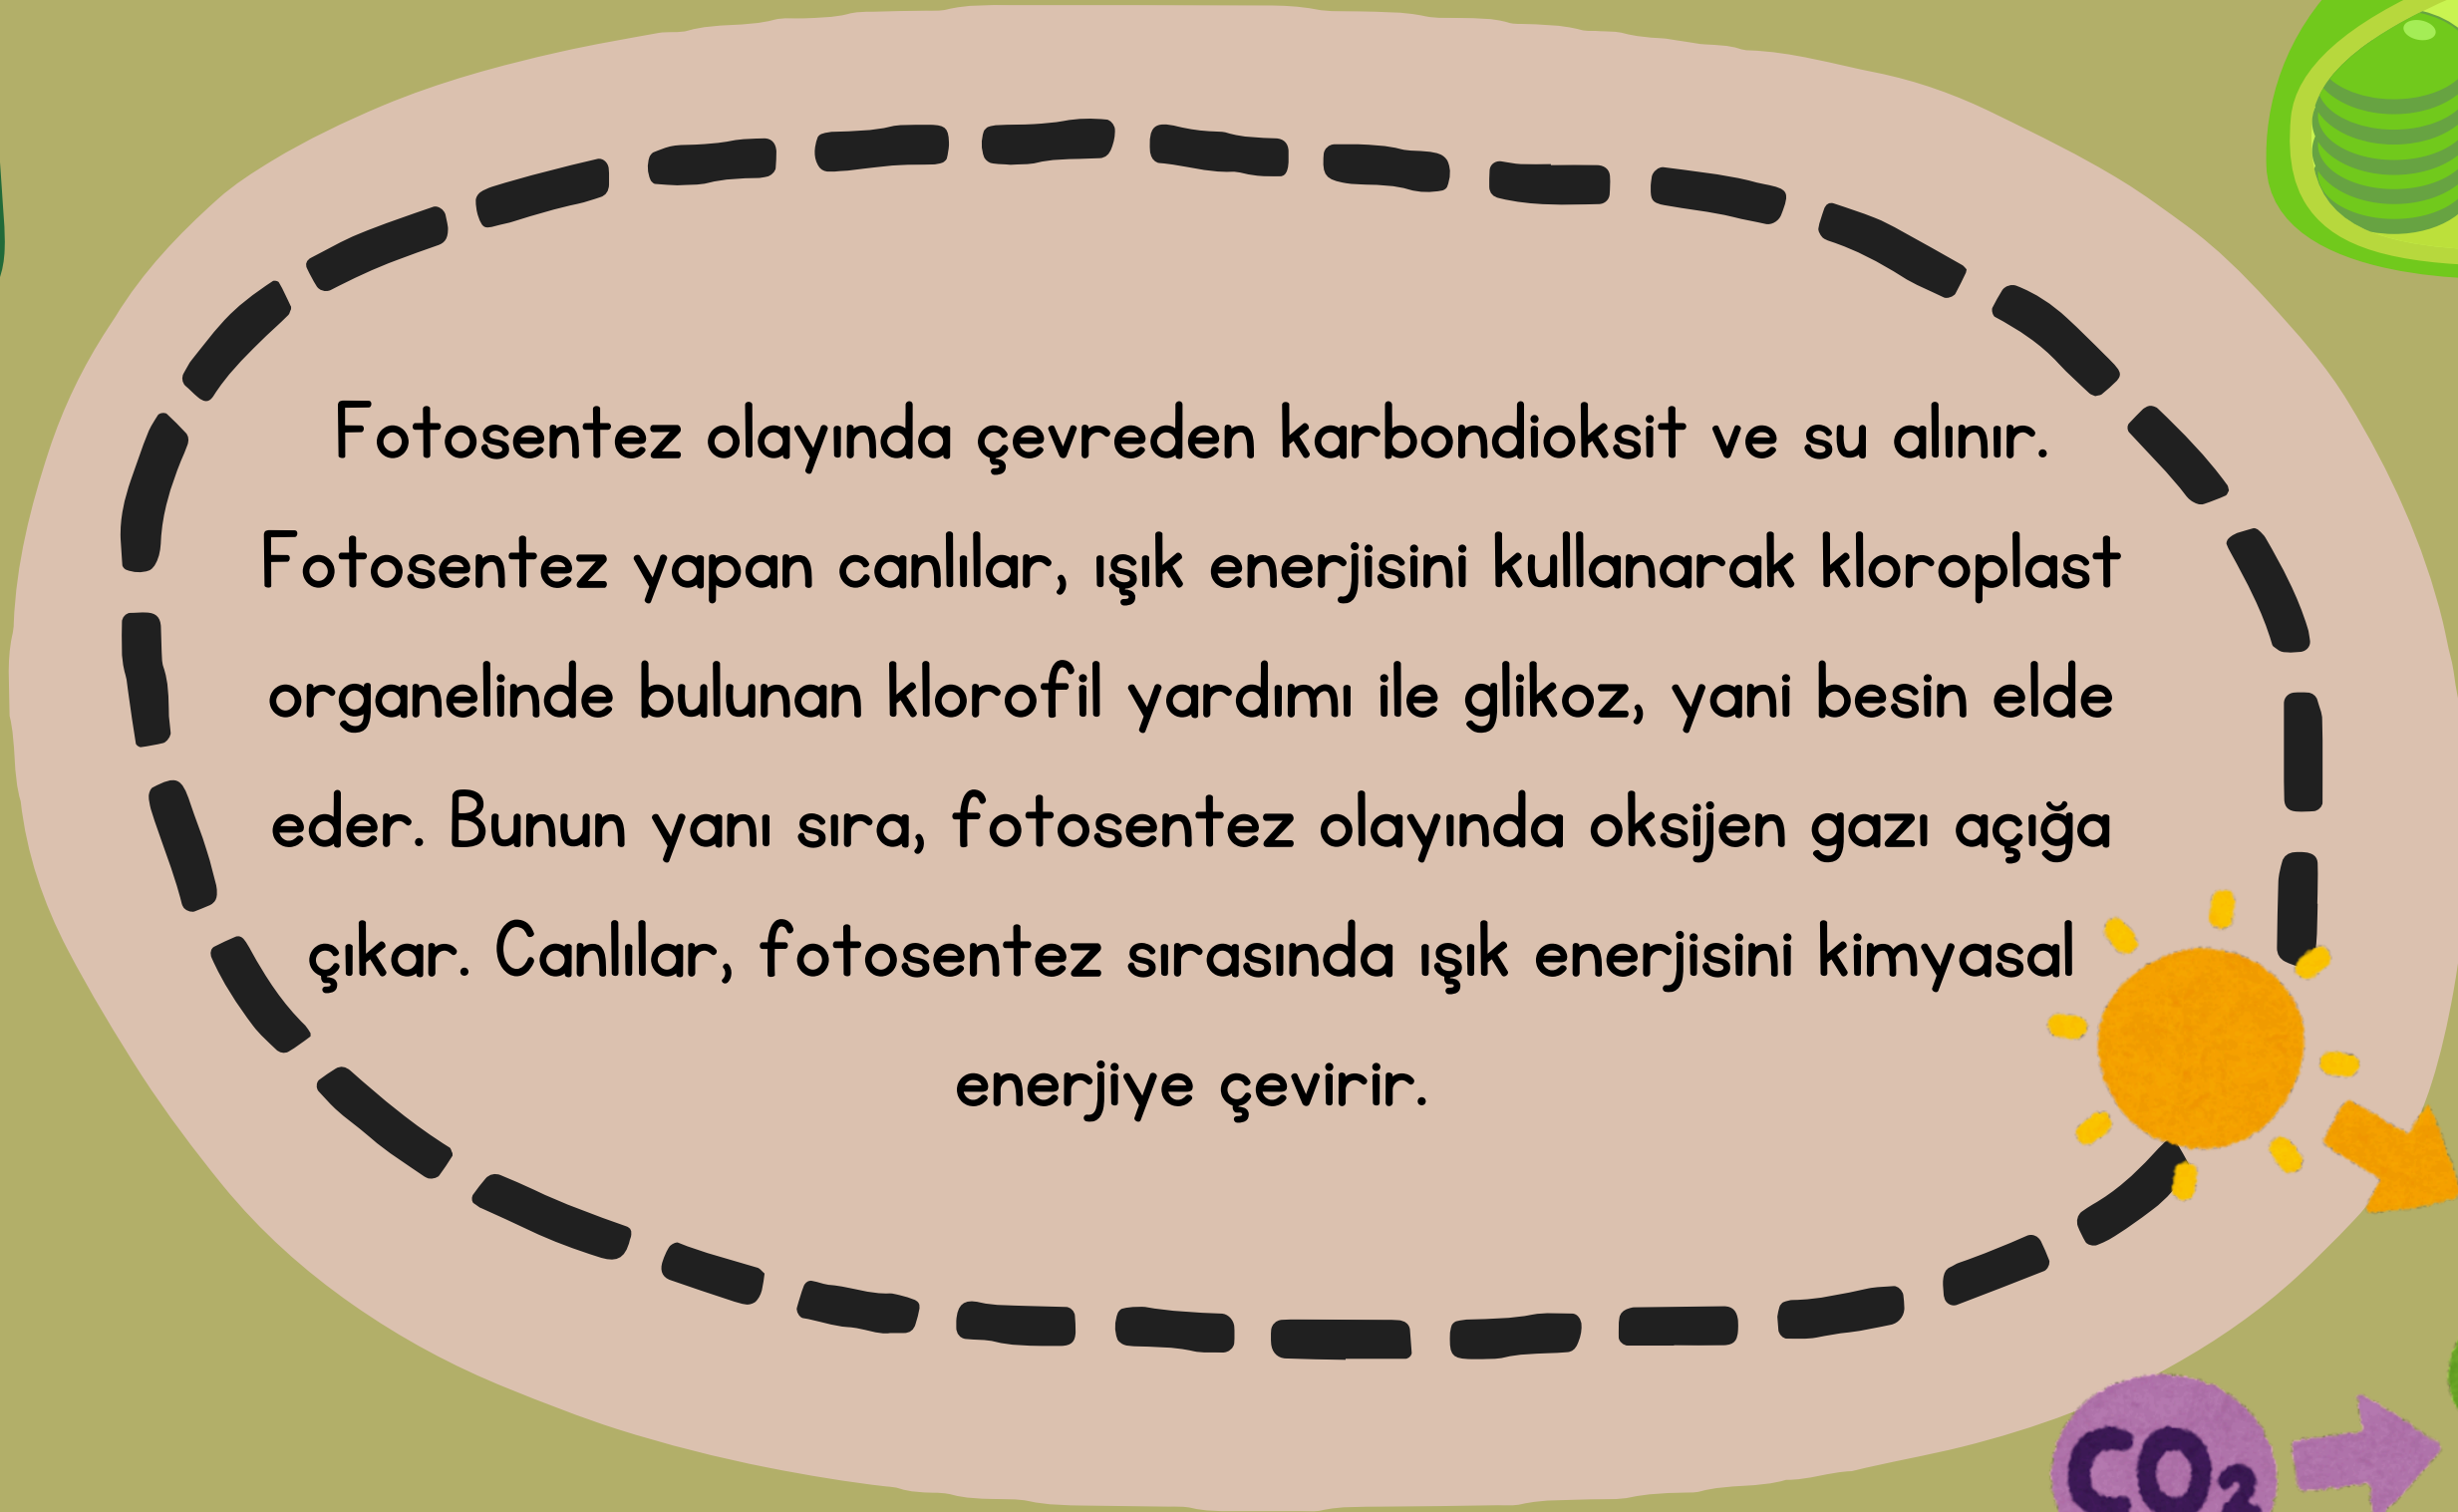 Fotosentez olayında çevreden karbondioksit ve su alınır.
Fotosentez yapan canlılar, ışık enerjisini kullanarak kloroplast
organelinde bulunan klorofil yardımı ile glikoz, yani besin elde
eder. Bunun yanı sıra, fotosentez olayında oksijen gazı açığa
çıkar. Canlılar, fotosentez sırasında ışık enerjisini kimyasal
enerjiye çevirir.
CO₂